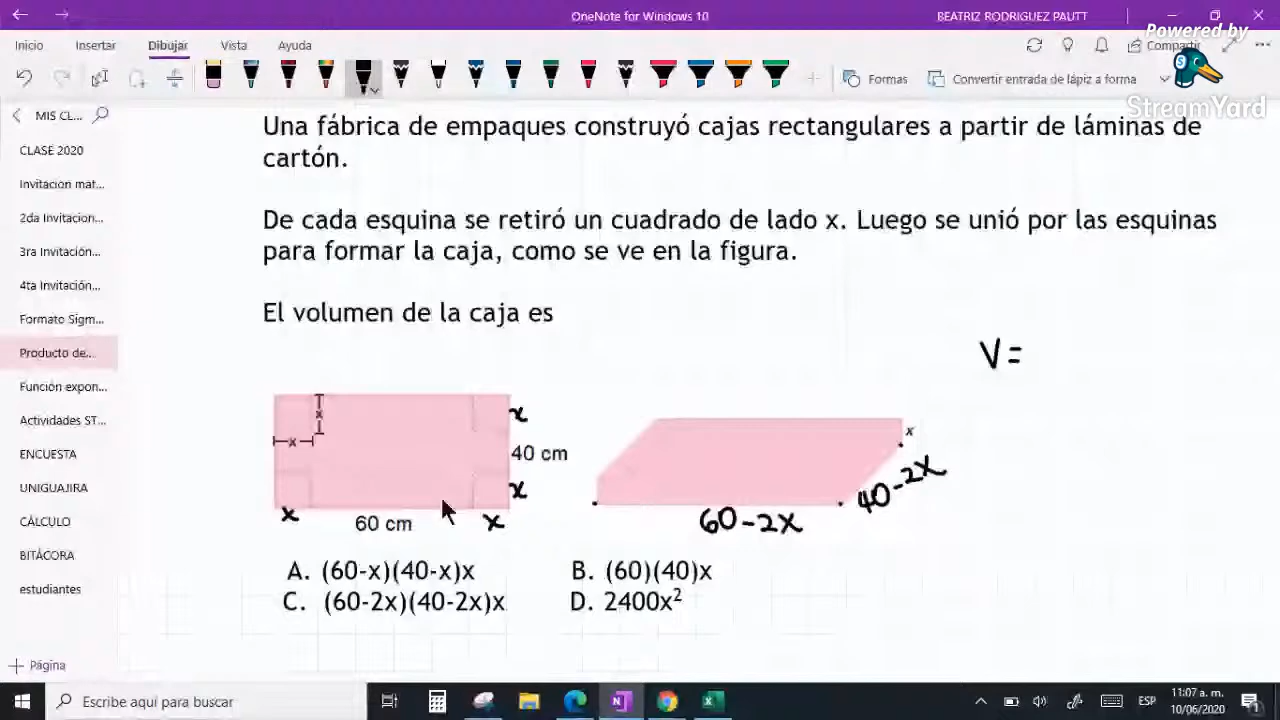 OneNote for Windows 10
BEATRIZ RODRIGUEZ PAUTT
Powered by
StreamYard
Inicio Insertar Dibujar Vista Ayuda
Compartir
Formas
Convertir entrada de lápiz a forma
MIS CL...
CLASE 2020
Invitacion mat...
2da Invitacion...
3ra Invitación...
4ta Invitación...
Formato Sigm...
Producto de...
Función expon...
Actividades ST...
ENCUESTA
UNIGUAJIRA
CÁLCULO
BITÁCORA
estudiantes
Página
Una fábrica de empaques construyó cajas rectangulares a partir de láminas de
cartón.
De cada esquina se retiró un cuadrado de lado x. Luego se unió por las esquinas
para formar la caja, como se ve en la figura.
El volumen de la caja es
V=
x
x
x
40 cm
x
x
60 cm
x
x
40-2x
60-2x
A. (60-x)(40-x)x
B. (60)(40)x
C. (60-2x)(40-2x)x
D. 2400x²
Escribe aquí para buscar
ESP
11:07 a. m.
10/06/2020
1